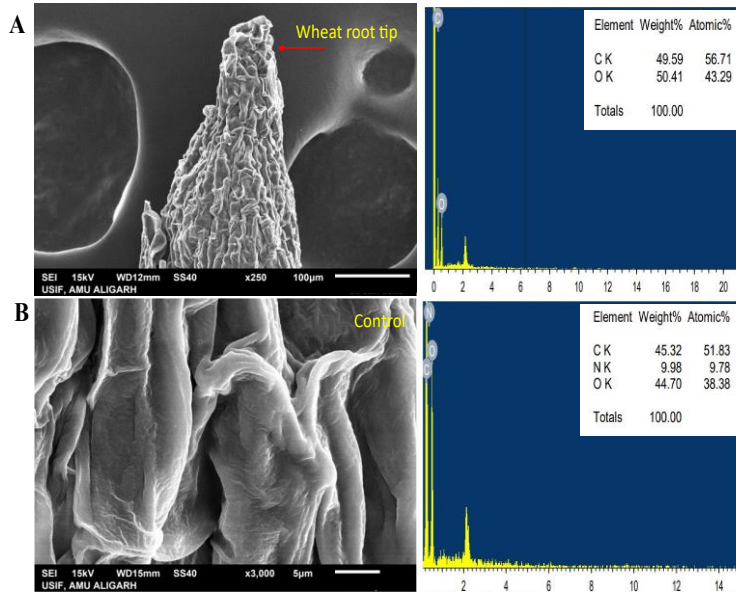 A
Wheat root tip
SEI 15kV WD12mm SS40 x250 100µm
USIF, AMU ALIGARH
C
O
Element Weight% Atomic%
C K 49.59 56.71
O K 50.41 43.29
Totals 100.00
0 2 4 6 8 10 12 14 16 18 20
B
Control
SEI 15kV WD15mm SS40 x3,000 5µm
USIF, AMU ALIGARH
N
O
C
Element Weight% Atomic%
C K 45.32 51.83
N K 9.98 9.78
O K 44.70 38.38
Totals 100.00
2 4 6 8 10 12 14